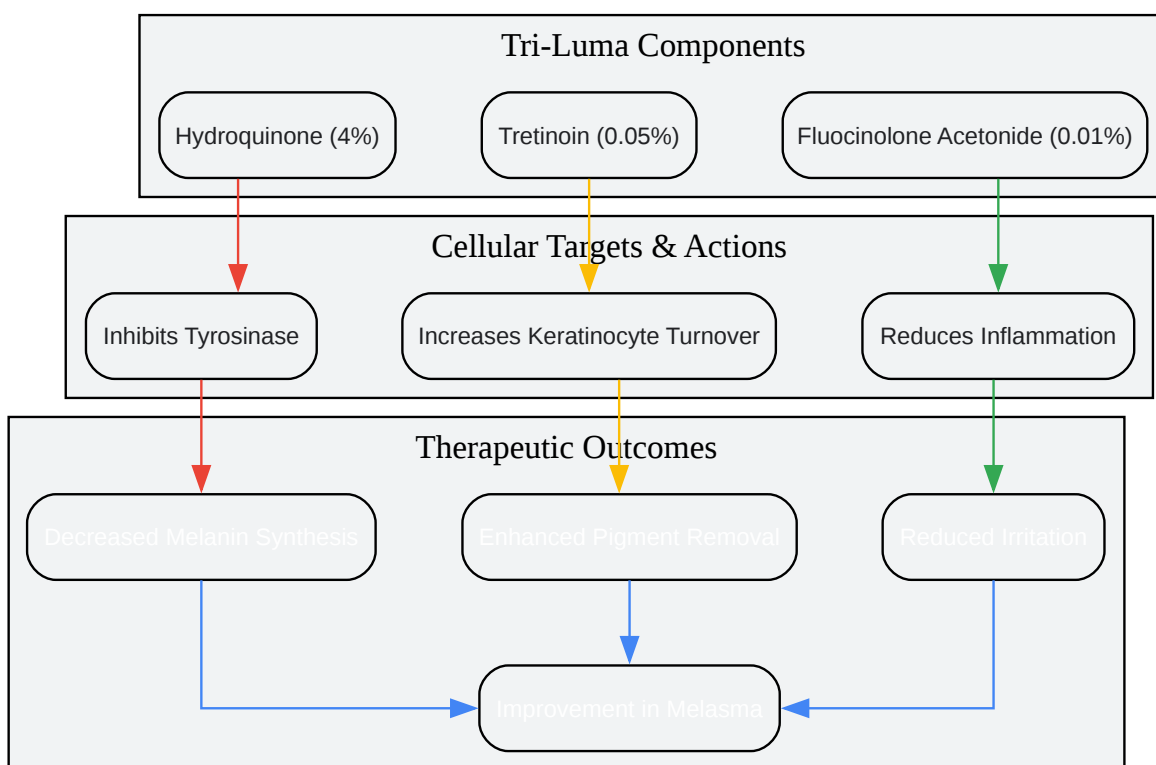 Tri-Luma Components
Hydroquinone (4%)
Tretinoin (0.05%)
Fluocinolone Acetonide (0.01%)
Cellular Targets & Actions
Inhibits Tyrosinase
Increases Keratinocyte Turnover
Reduces Inflammation
Therapeutic Outcomes
Decreased Melanin Synthesis
Enhanced Pigment Removal
Reduced Irritation
Improvement in Melasma